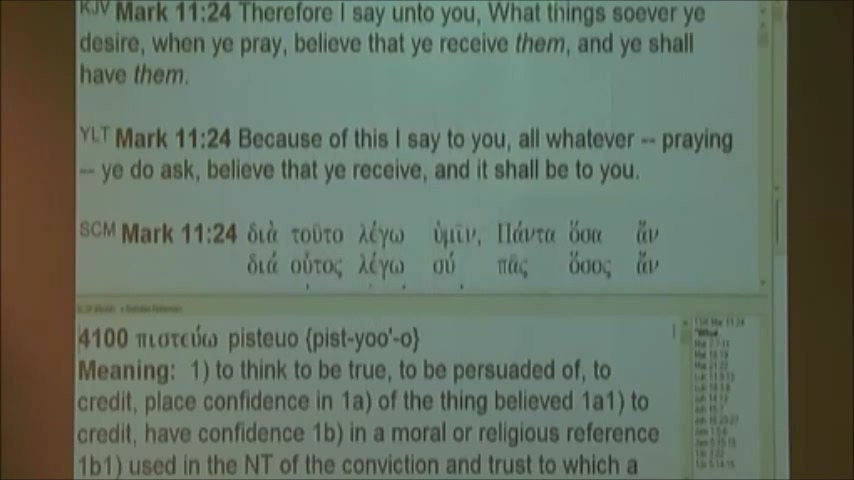 KJV Mark 11:24 Therefore I say unto you, What things soever ye
desire, when ye pray, believe that ye receive them, and ye shall
have them.
YLT Mark 11:24 Because of this I say to you, all whatever -- praying
-- ye do ask, believe that ye receive, and it shall be to you.
SCM Mark 11:24 διὰ τοῦτο λέγω ὑμῖν, Πάντα ὅσα ἄν
διά οὗτος λέγω σύ πᾶς ὅσος ἄν
4100 πιστεύω pisteuo {pist-yoo'-o}
Meaning: 1) to think to be true, to be persuaded of, to
credit, place confidence in 1a) of the thing believed 1a1) to
credit, have confidence 1b) in a moral or religious reference
1b1) used in the NT of the conviction and trust to which a